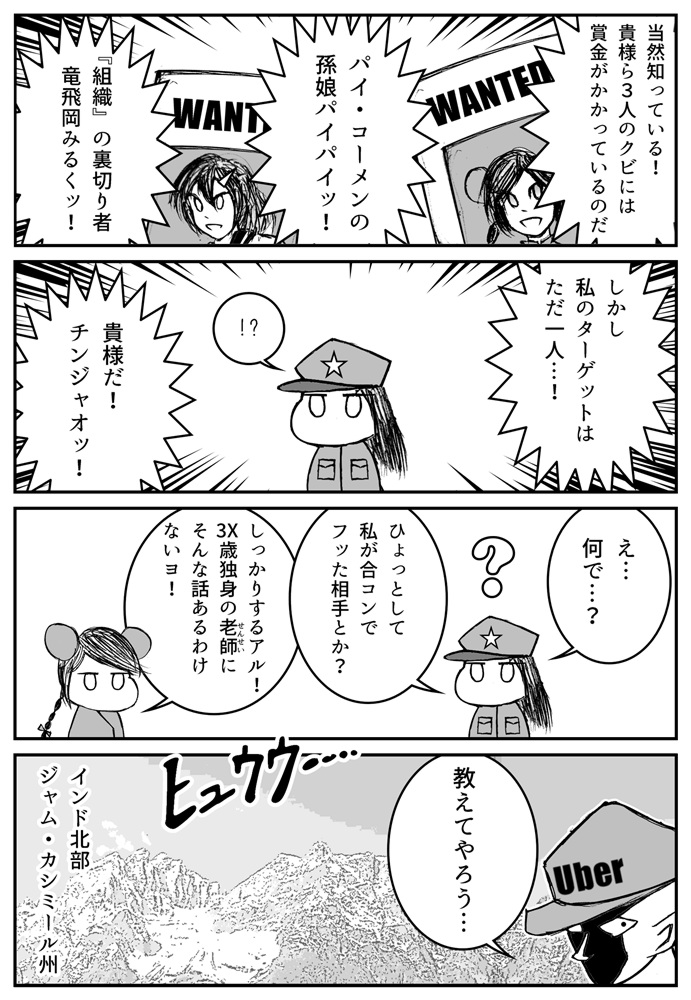 当然知っている！
貴様ら3人のクビには
賞金がかかっているのだ
WANTED
パイ・コーメンの
孫娘パイパイッ！
WANT
『組織』の裏切り者
竜飛岡みるくッ！
しかし
私のターゲットは
ただ一人…！
!?
貴様だ！
チンジャオッ！
え…
何で…？
?
ひょっとして
私が合コンで
フッた相手とか？
しっかりするアル！
3X歳独身の老師に
せんせい
そんな話あるわけ
ないヨ！
教えてやろう…
Uber
ヒュウウー…‥
インド北部
ジャム・カシミール州